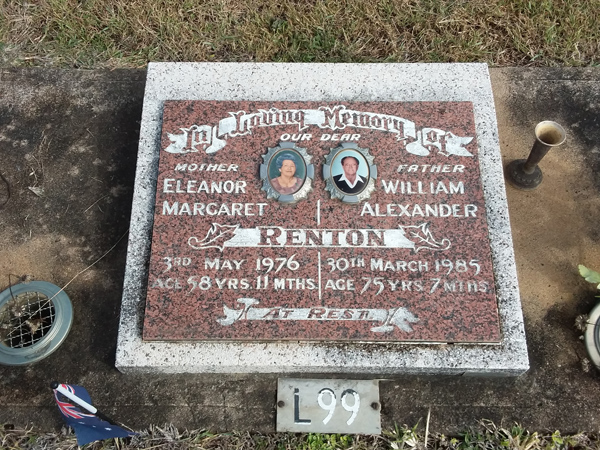 In Loving Memory of
OUR DEAR
MOTHER FATHER
ELEANOR WILLIAM
MARGARET ALEXANDER
RENTON
3RD MAY 1976 30TH MARCH 1985
AGE 58 YRS 11 MTHS AGE 75 YRS 7 MTHS
AT REST
L 99